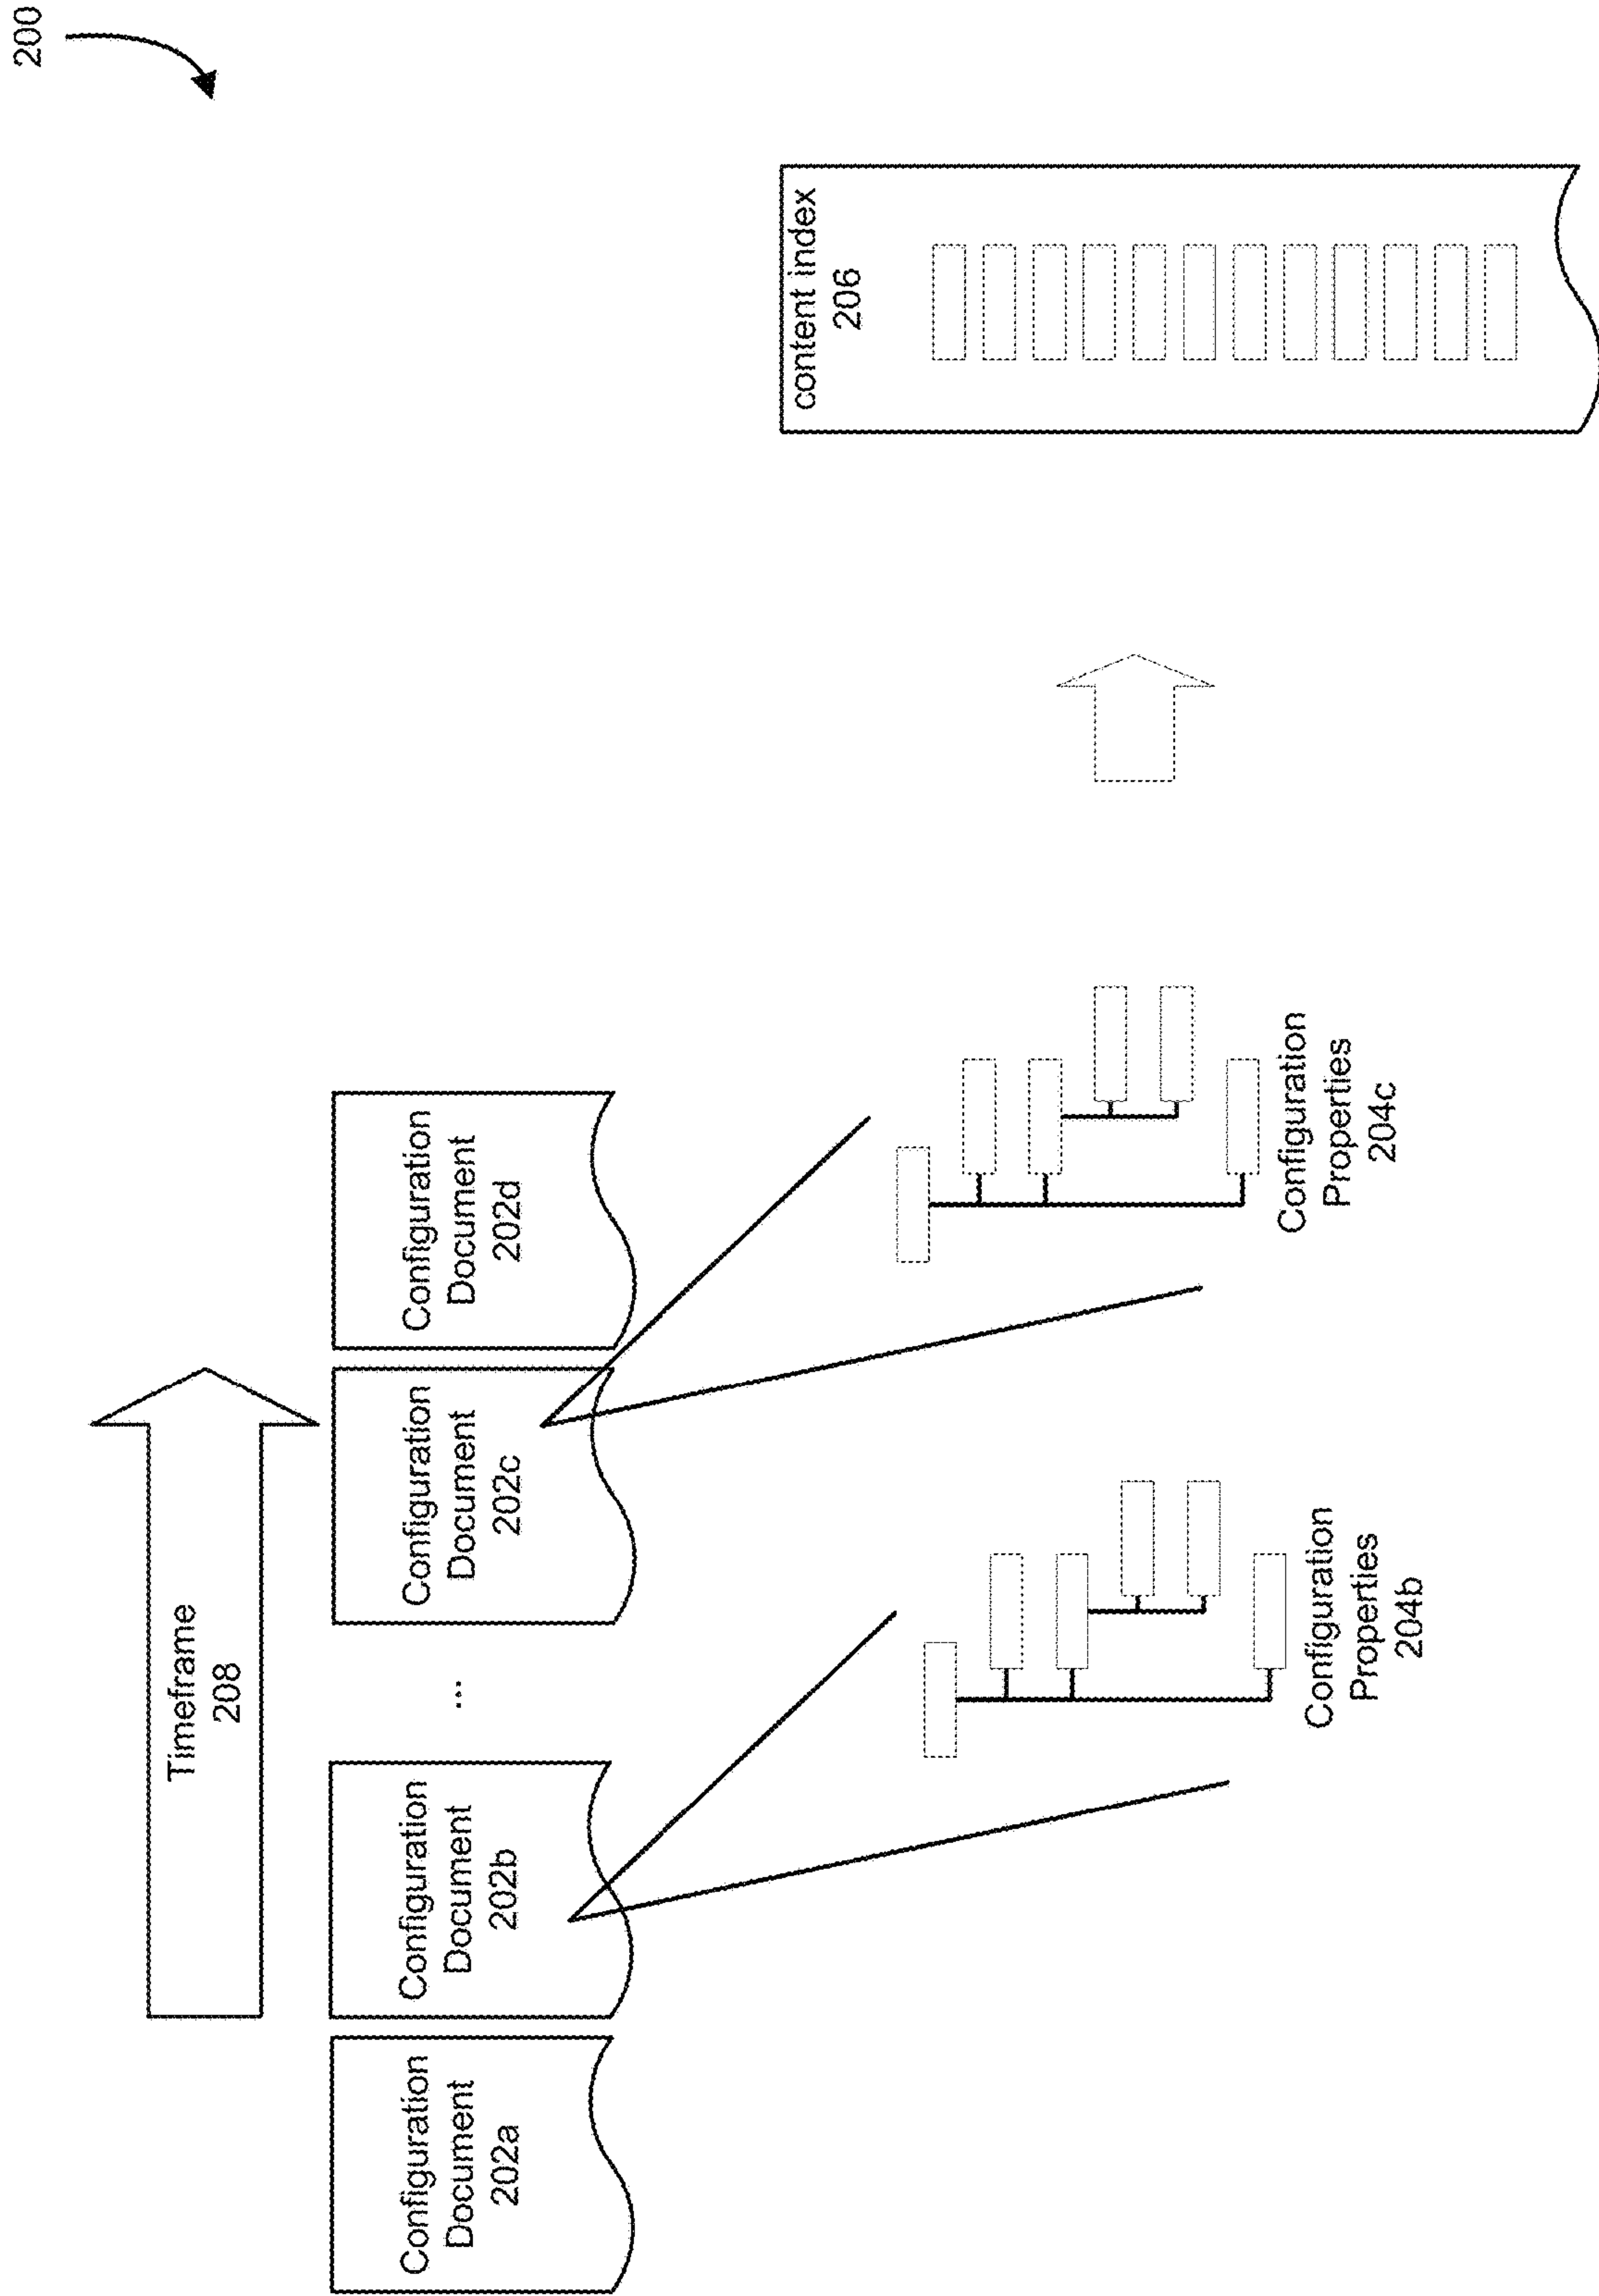 200
Timeframe
208
Configuration
Document
202a
Configuration
Document
202b
...
Configuration
Document
202c
Configuration
Document
202d
Configuration
Properties
204b
Configuration
Properties
204c
content index
206